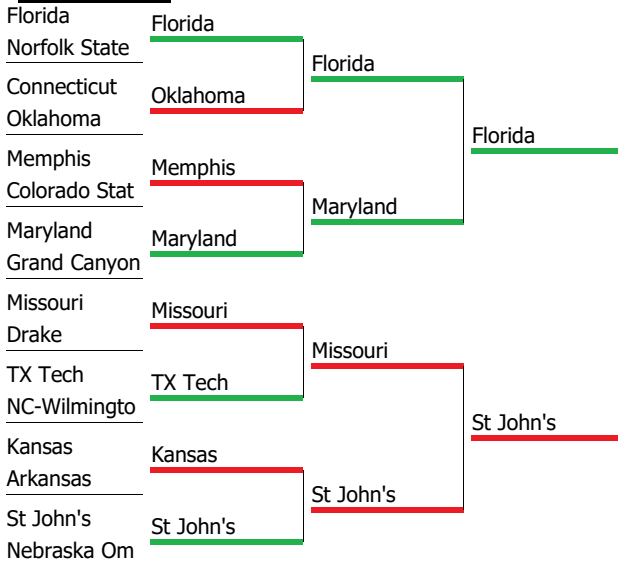 Florida
Norfolk State
Connecticut
Oklahoma
Memphis
Colorado Stat
Maryland
Grand Canyon
Missouri
Drake
TX Tech
NC-Wilmingto
Kansas
Arkansas
St John's
Nebraska Om
Florida
Oklahoma
Memphis
Maryland
Missouri
TX Tech
Kansas
St John's
Florida
Maryland
Missouri
St John's
Florida
St John's